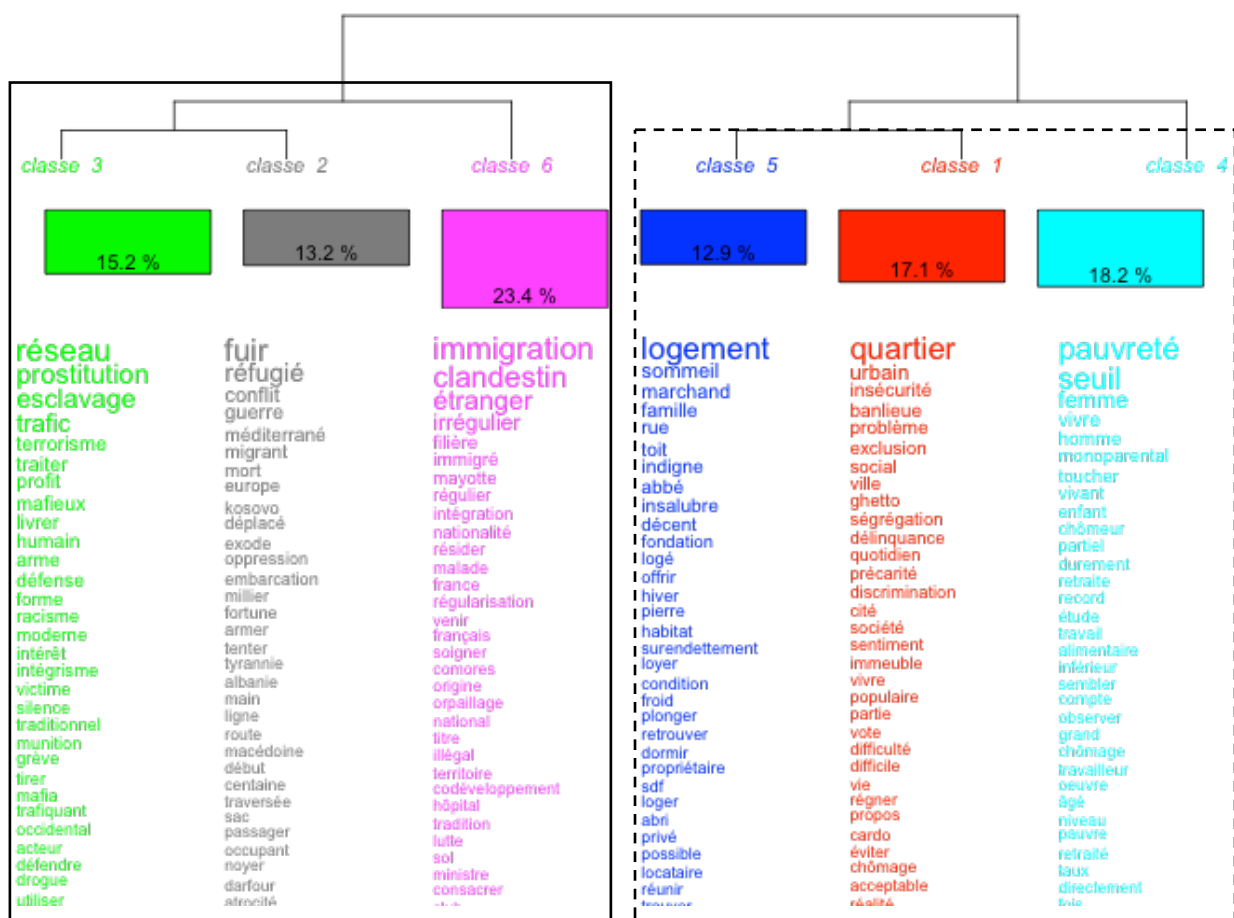 classe 3
classe 2
classe 6
classe 5
classe 1
classe 4
15.2 %
13.2 %
23.4 %
12.9 %
17.1 %
18.2 %
réseau
prostitution
esclavage
trafic
terrorisme
traiter
profit
mafieux
livrer
humain
arme
défense
forme
racisme
moderne
intérêt
intégrisme
victime
silence
traditionnel
munition
grève
tirer
mafia
trafiquant
occidental
acteur
défendre
drogue
utiliser
fuir
réfugié
conflit
guerre
méditerrané
migrant
mort
europe
kosovo
déplacé
exode
oppression
embarcation
millier
fortune
armer
tenter
tyrannie
albanie
main
ligne
route
macédoine
début
centaine
traversée
sac
passager
occupant
noyer
darfour
atrocité
immigration
clandestin
étranger
irrégulier
filière
immigré
mayotte
régulier
intégration
nationalité
résider
malade
france
régularisation
venir
français
soigner
comores
origine
orpaillage
national
titre
illégal
territoire
codéveloppement
hôpital
tradition
lutte
sol
ministre
consacrer
logement
sommeil
marchand
famille
rue
toit
indigne
abbé
insalubre
décent
fondation
logé
offrir
hiver
pierre
habitat
surendettement
loyer
condition
froid
plonger
retrouver
dormir
propriétaire
sdf
loger
abri
privé
possible
locataire
réunir
trouver
quartier
urbain
insécurité
banlieue
problème
exclusion
social
ville
ghetto
ségrégation
délinquance
quotidien
précarité
discrimination
cité
société
sentiment
immeuble
vivre
populaire
partie
vote
difficulté
difficile
vie
régner
propos
cardo
éviter
chômage
acceptable
réalité
pauvreté
seuil
femme
vivre
homme
monoparental
toucher
vivant
enfant
chômeur
partiel
durement
retraite
record
étude
travail
alimentaire
inférieur
sembler
compte
observer
grand
chômage
travailleur
oeuvre
âgé
niveau
pauvre
retraité
taux
directement